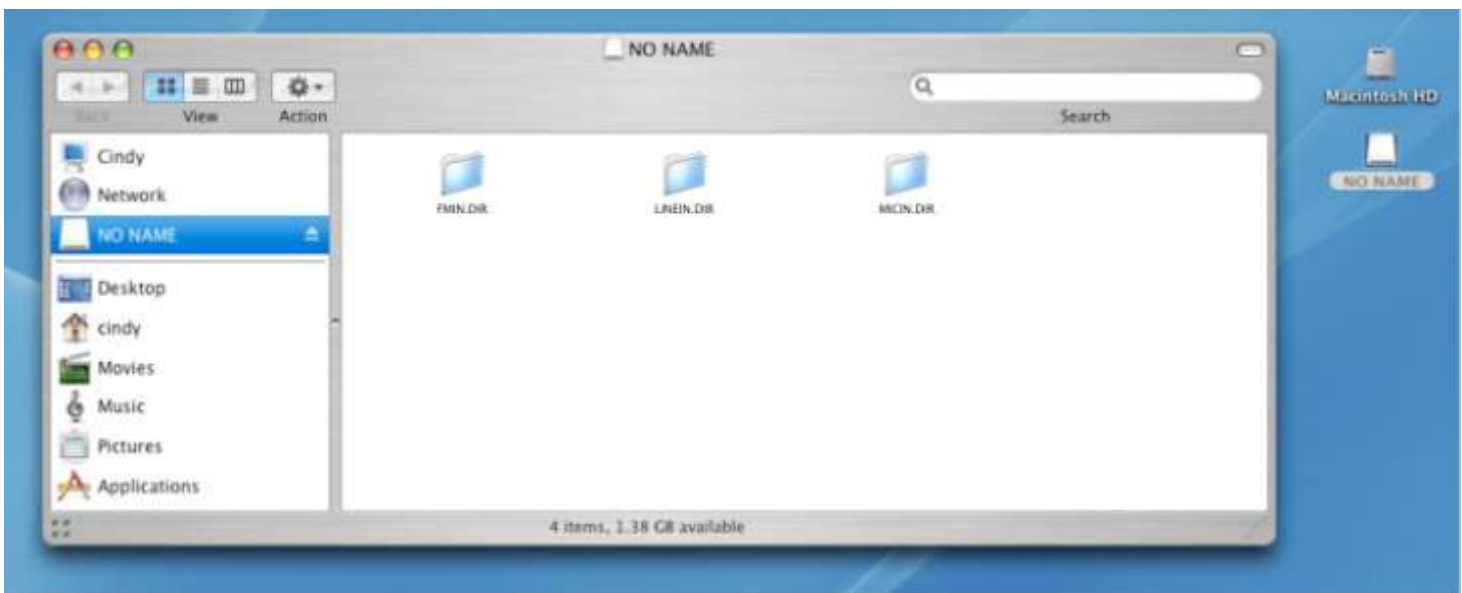 NO NAME
Back
View
Action
Search
Macintosh HD
NO NAME
Cindy
Network
NO NAME
Desktop
cindy
Movies
Music
Pictures
Applications
FMIN.DIR
LINEIN.DIR
MICIN.DIR
4 items, 1.38 GB available